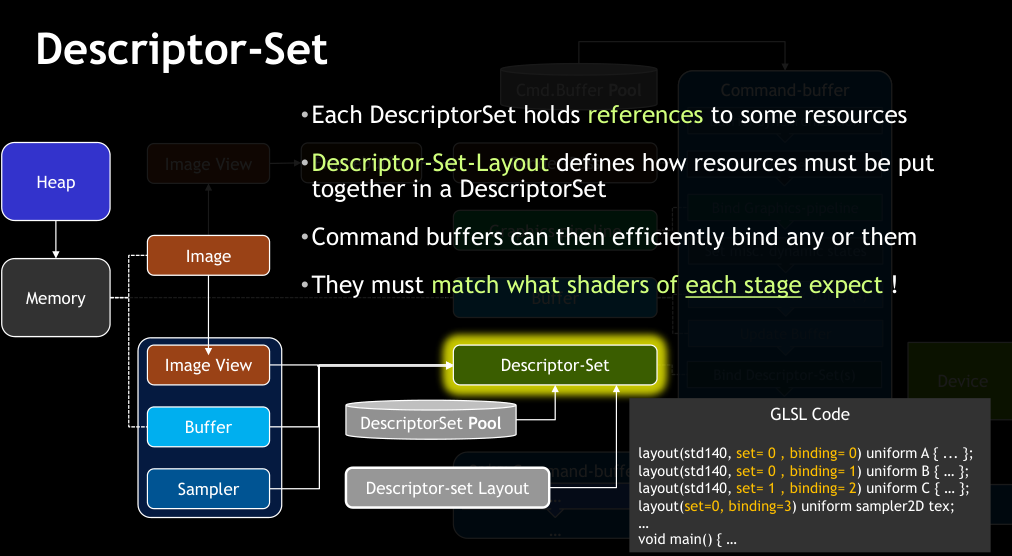 Descriptor-Set
Cmd.Buffer Pool
Command-buffer
•Each DescriptorSet holds references to some resources
•Descriptor-Set-Layout defines how resources must be put
together in a DescriptorSet
•Command buffers can then efficiently bind any or them
•They must match what shaders of each stage expect !
Heap
Image View
Image
Memory
Buffer
Image View
Descriptor-Set
Bind Descriptor-Set(s)
Device
Buffer
DescriptorSet Pool
Sampler
Descriptor-set Layout
GLSL Code
layout(std140, set= 0 , binding= 0) uniform A { ... };
layout(std140, set= 0 , binding= 1) uniform B { … };
layout(std140, set= 1 , binding= 2) uniform C { … };
layout(set=0, binding=3) uniform sampler2D tex;
…
void main() { …
...